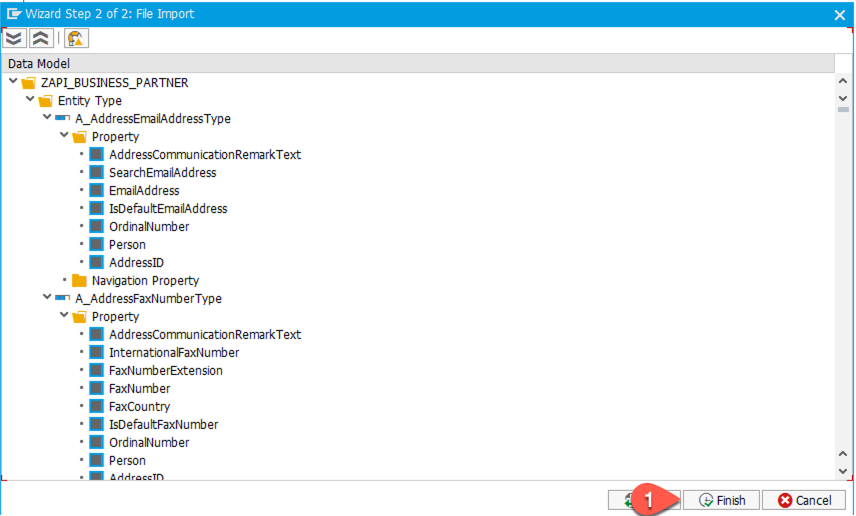 Wizard Step 2 of 2: File Import
Data Model
ZAPI_BUSINESS_PARTNER
Entity Type
A_AddressEmailAddressType
Property
AddressCommunicationRemarkText
SearchEmailAddress
EmailAddress
IsDefaultEmailAddress
OrdinalNumber
Person
AddressID
Navigation Property
A_AddressFaxNumberType
Property
AddressCommunicationRemarkText
InternationalFaxNumber
FaxNumberExtension
FaxNumber
FaxCountry
IsDefaultFaxNumber
OrdinalNumber
Person
AddressID
1 Finish Cancel